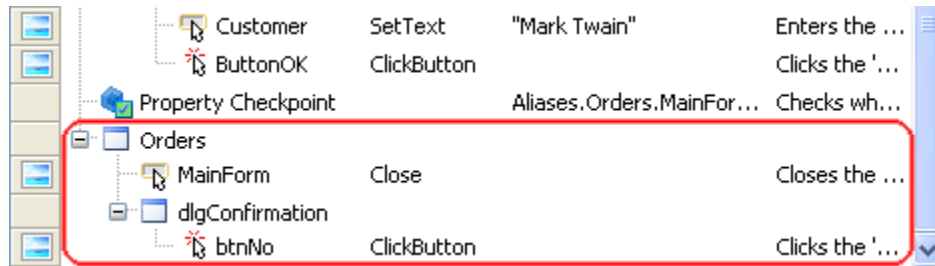 Customer SetText "Mark Twain" Enters the ...
ButtonOK ClickButton Clicks the '...
Property Checkpoint Aliases.Orders.MainFor... Checks wh...
Orders
MainForm Close Closes the ...
dlgConfirmation
btnNo ClickButton Clicks the '...